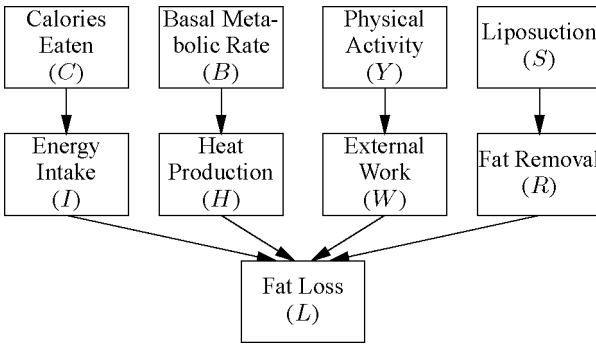 Calories
Eaten
(C)
Basal Meta-
bolic Rate
(B)
Physical
Activity
(Y)
Liposuction
(S)
Energy
Intake
(I)
Heat
Production
(H)
External
Work
(W)
Fat Removal
(R)
Fat Loss
(L)